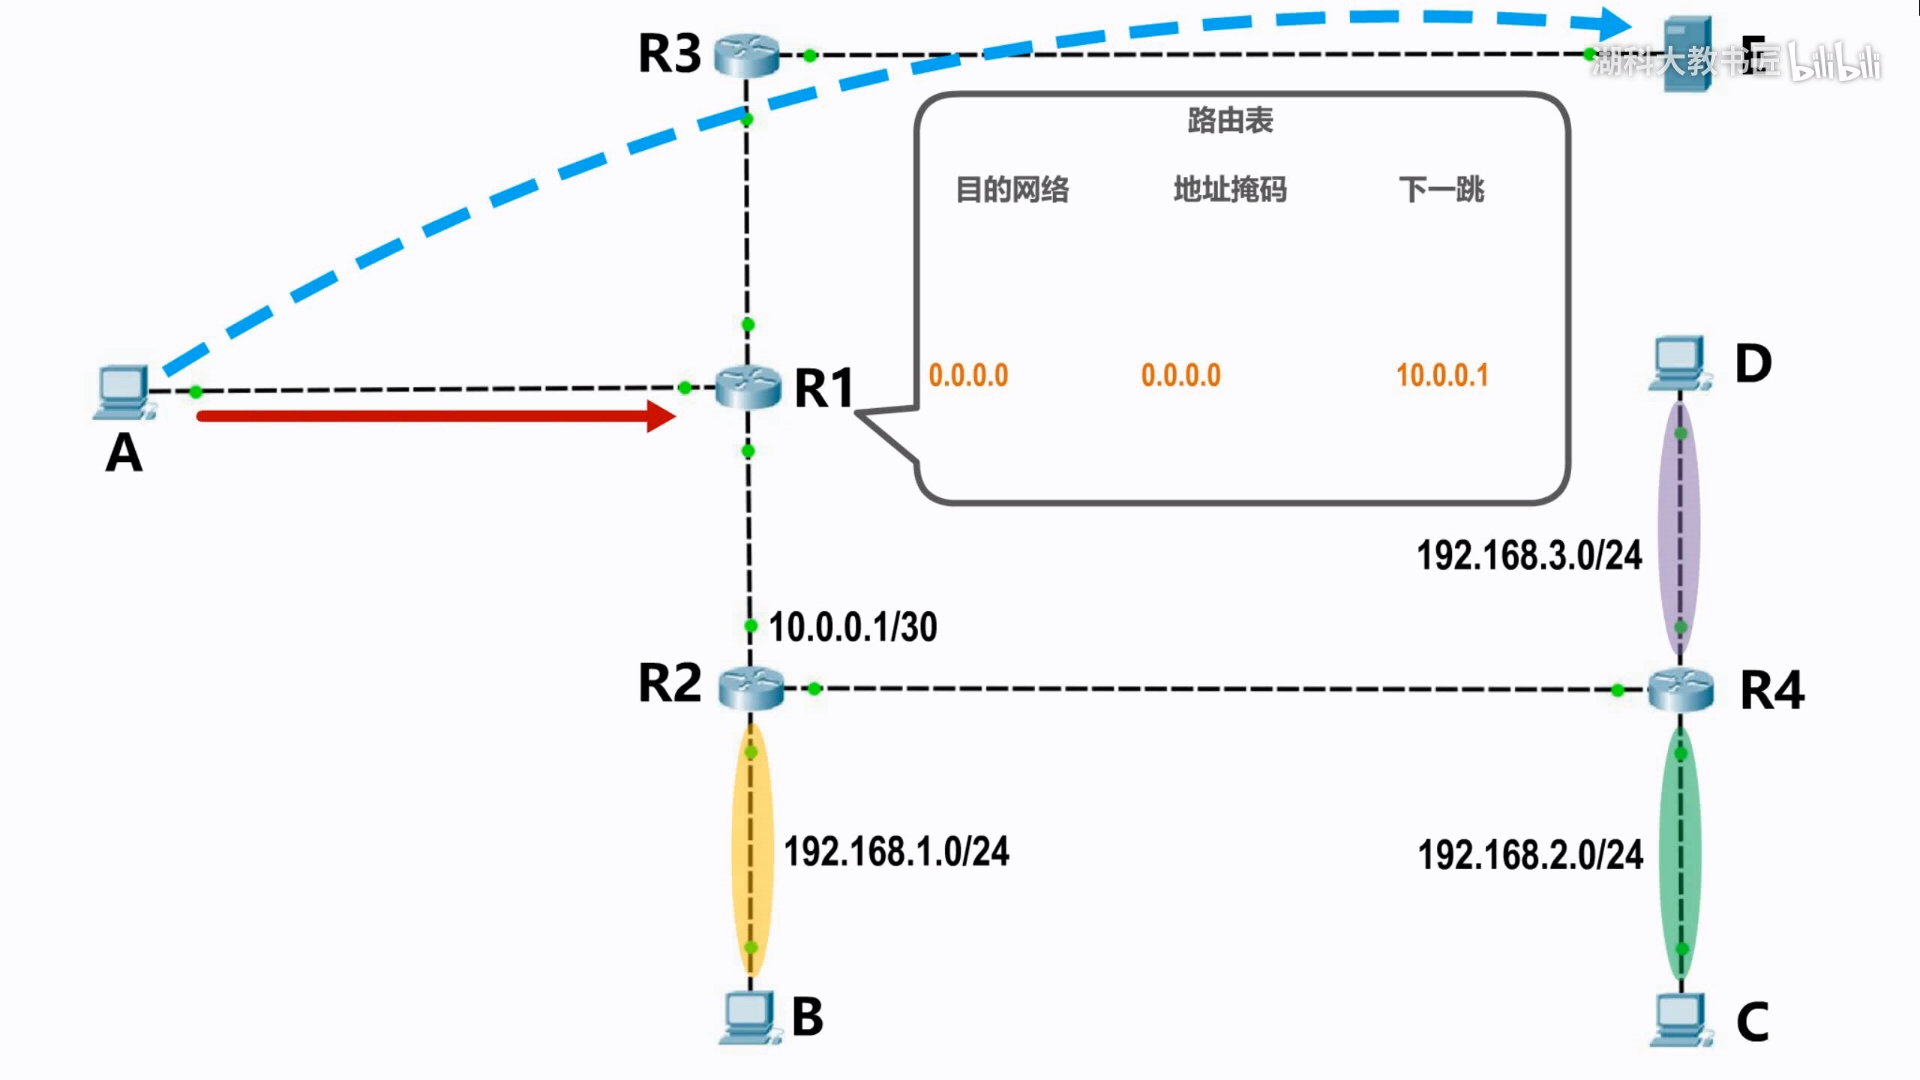 R3
E
湖科大教书匠 bilibili
路由表
目的网络 地址掩码 下一跳
0.0.0.0 0.0.0.0 10.0.0.1
R1
D
A
192.168.3.0/24
10.0.0.1/30
R2
R4
192.168.1.0/24
192.168.2.0/24
B
C